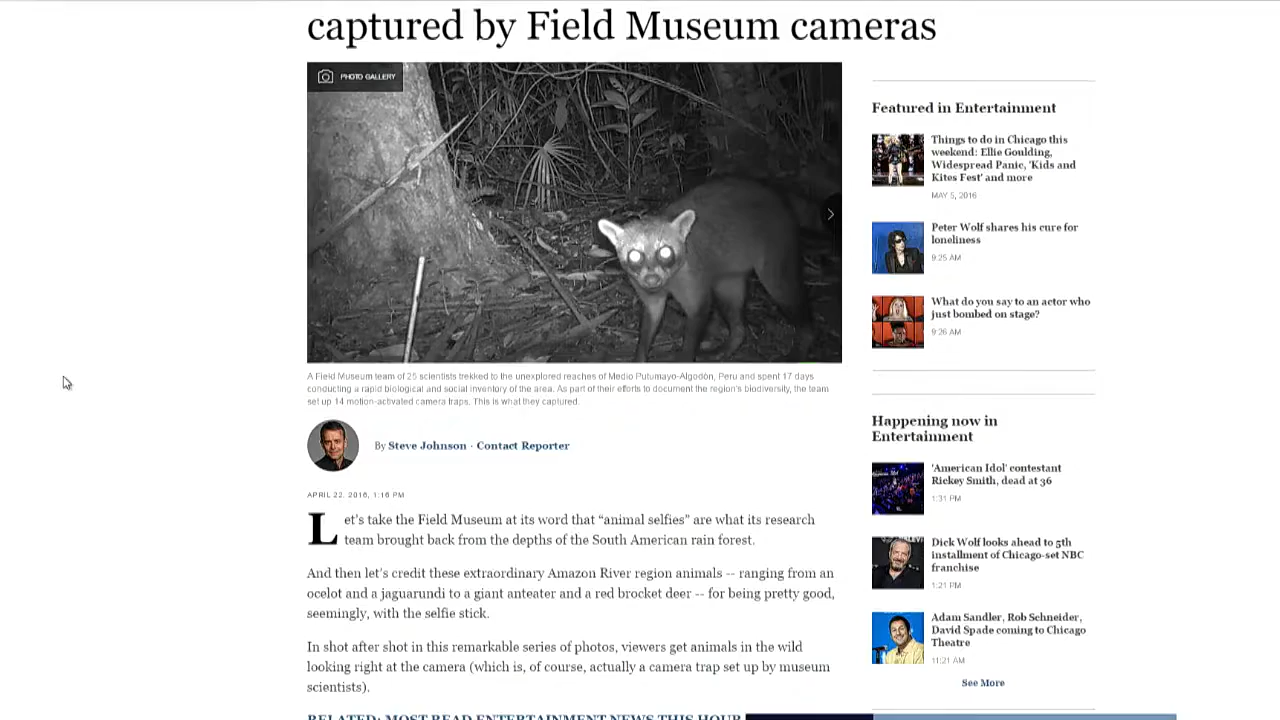 captured by Field Museum cameras
PHOTO GALLERY
A Field Museum team of 25 scientists trekked to the unexplored reaches of Medio Putumayo-Algodón, Peru and spent 17 days
conducting a rapid biological and social inventory of the area. As part of their efforts to document the region's biodiversity, the team
set up 14 motion-activated camera traps. This is what they captured.
By Steve Johnson · Contact Reporter
APRIL 22, 2016, 1:16 PM
Let's take the Field Museum at its word that “animal selfies” are what its research
team brought back from the depths of the South American rain forest.
And then let's credit these extraordinary Amazon River region animals -- ranging from an
ocelot and a jaguarundi to a giant anteater and a red brocket deer -- for being pretty good,
seemingly, with the selfie stick.
In shot after shot in this remarkable series of photos, viewers get animals in the wild
looking right at the camera (which is, of course, actually a camera trap set up by museum
scientists).
RELATED: MOST READ ENTERTAINMENT NEWS THIS HOUR
Featured in Entertainment
Things to do in Chicago this
weekend: Ellie Goulding,
Widespread Panic, 'Kids and
Kites Fest' and more
MAY 5, 2016
Peter Wolf shares his cure for
loneliness
9:25 AM
What do you say to an actor who
just bombed on stage?
9:26 AM
Happening now in
Entertainment
'American Idol' contestant
Rickey Smith, dead at 36
1:31 PM
Dick Wolf looks ahead to 5th
installment of Chicago-set NBC
franchise
1:21 PM
Adam Sandler, Rob Schneider,
David Spade coming to Chicago
Theatre
11:21 AM
See More